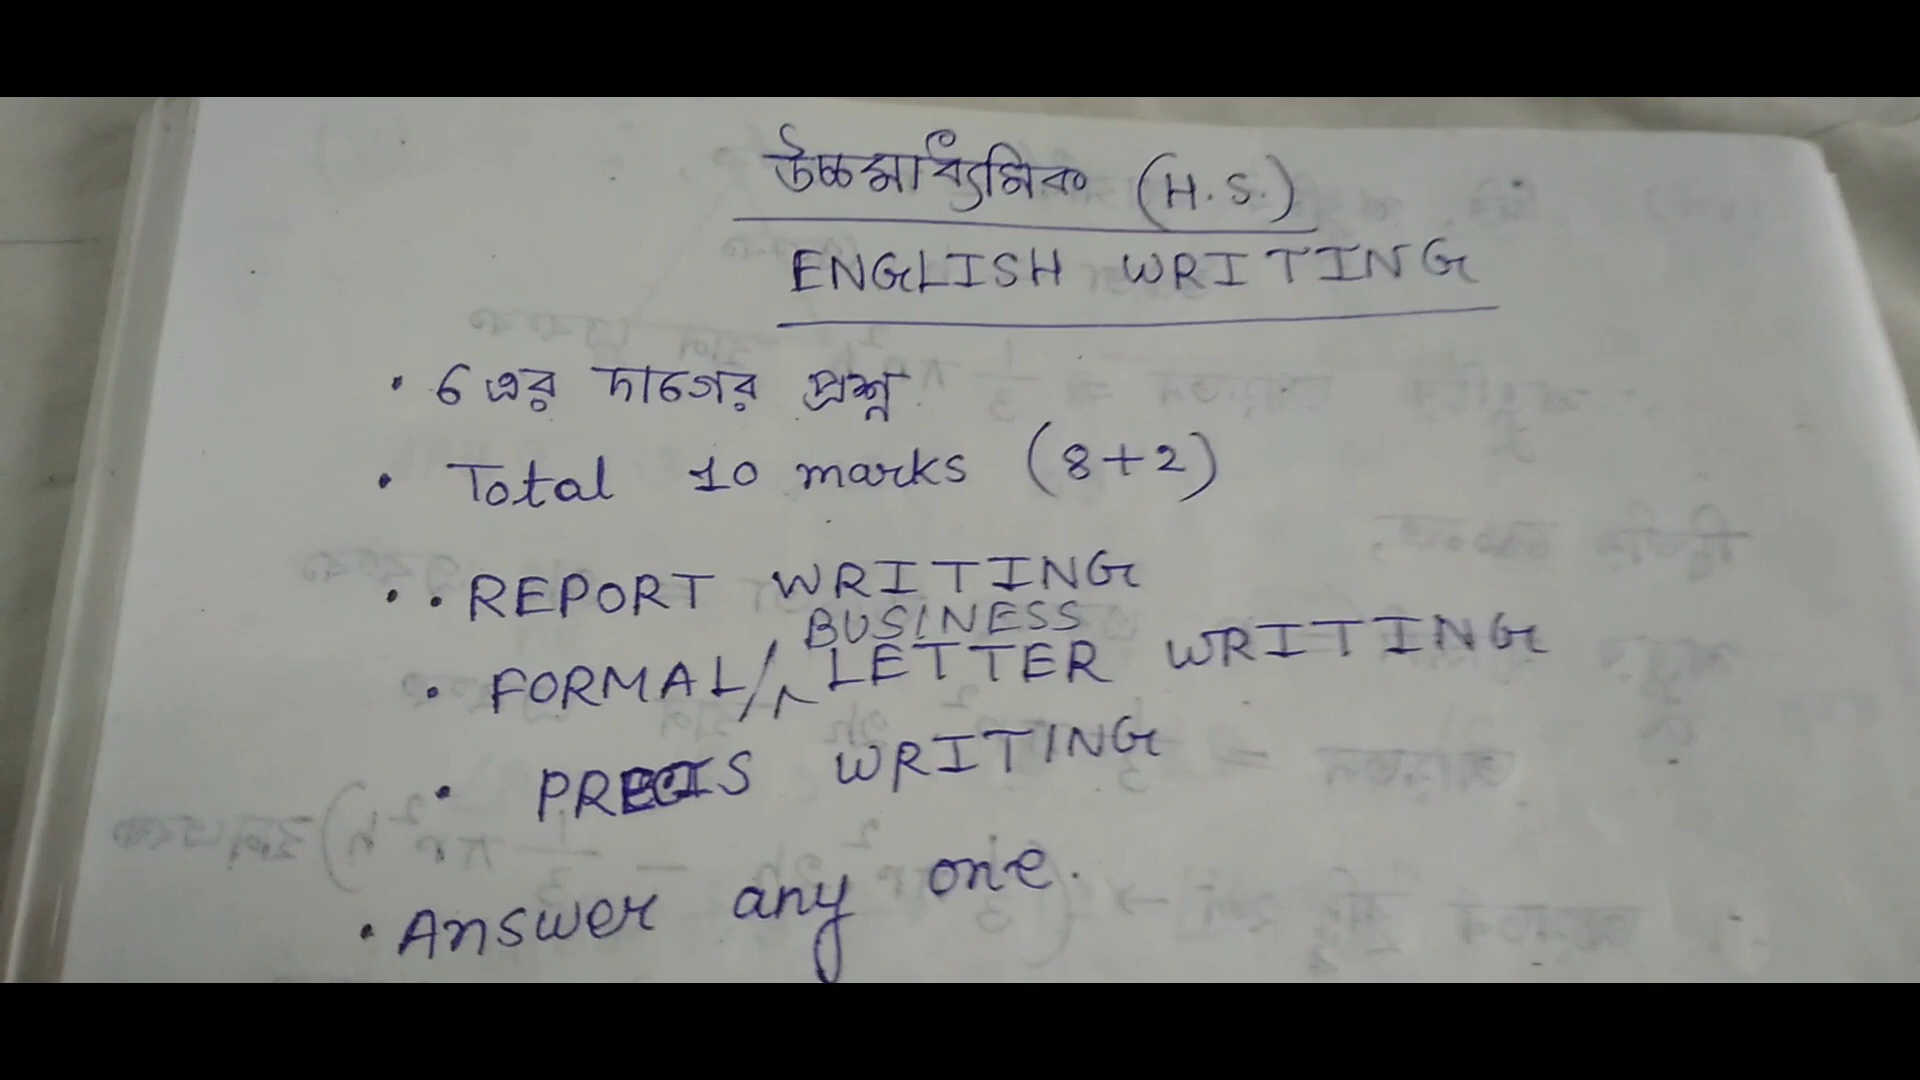 উচ্চমাধ্যমিক (H.S.)
ENGLISH WRITING
• 6 এর দাগের প্রশ্ন
• Total 10 marks (8+2)
• • REPORT WRITING
BUSINESS
• FORMAL/ LETTER WRITING
• PRECIS WRITING
• Answer any one.